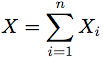 X = \sum_{i=1}^{n} X_i